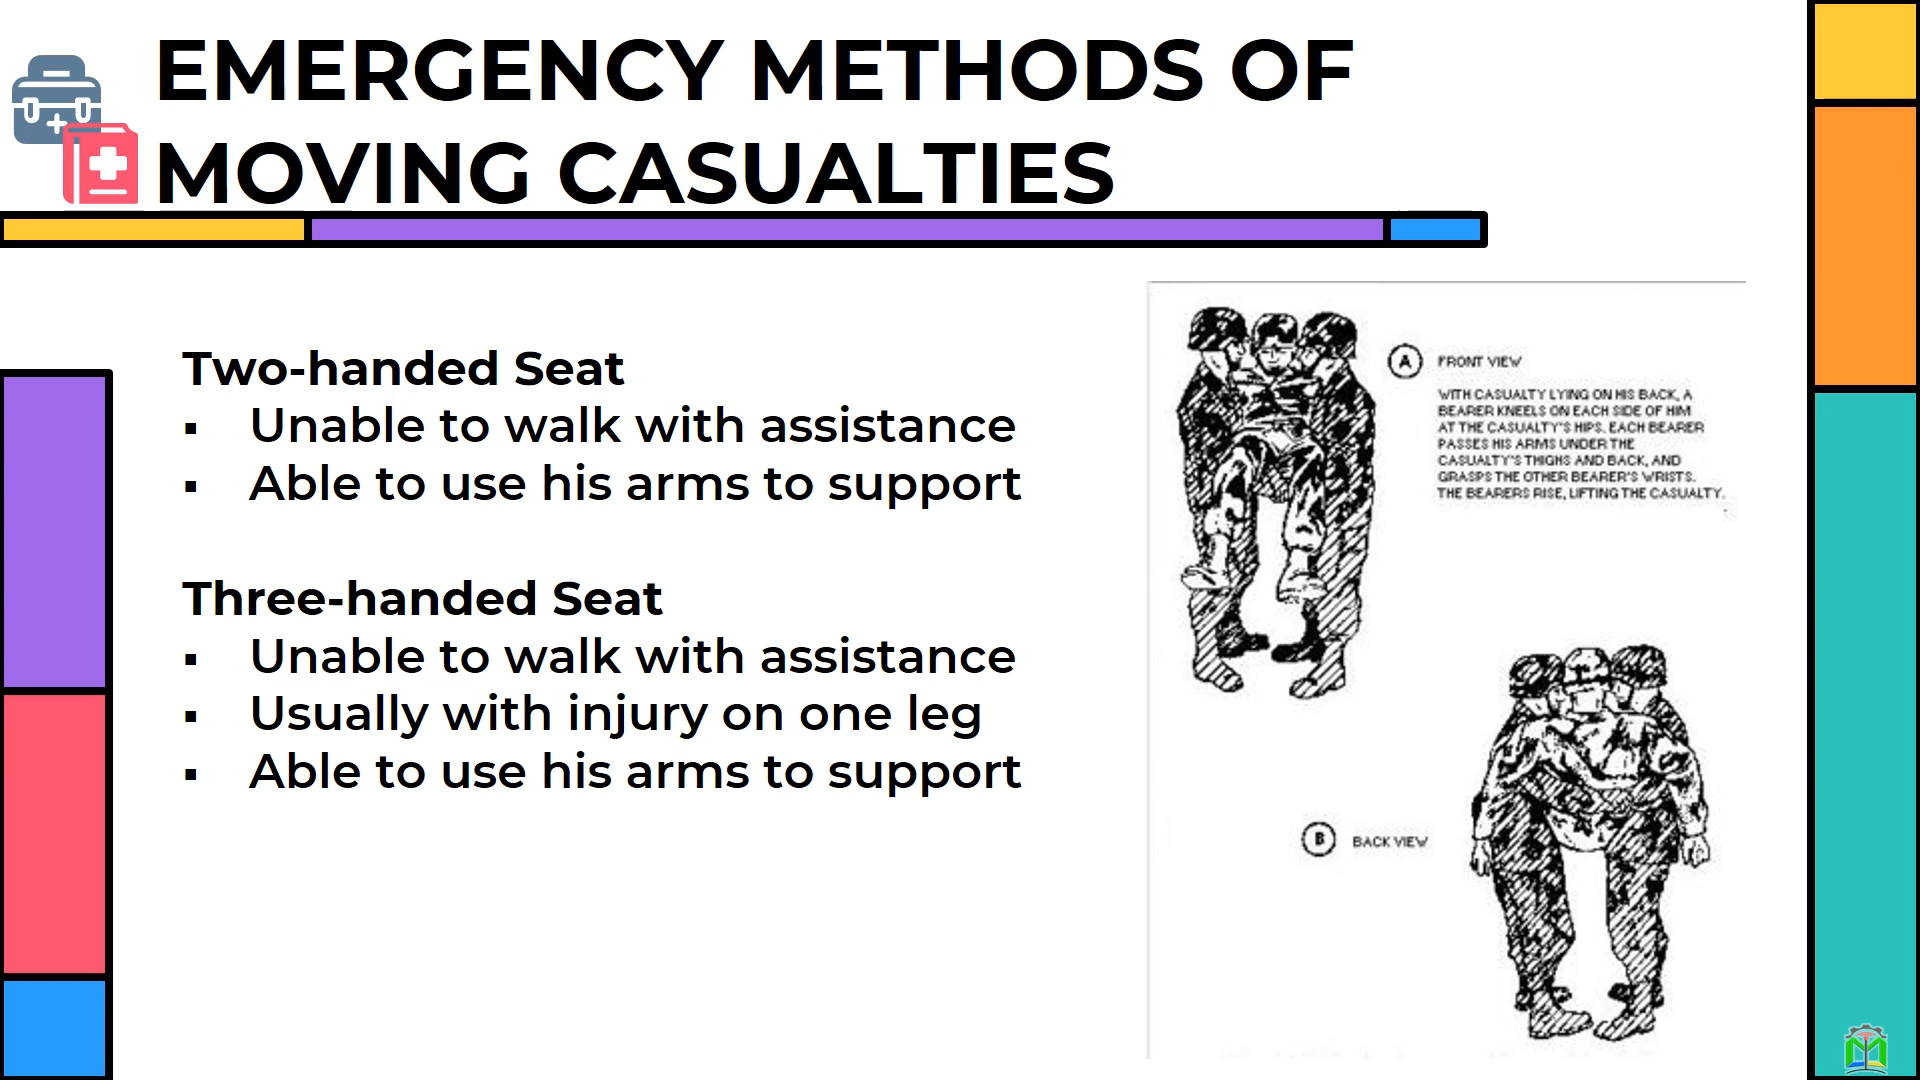 EMERGENCY METHODS OF
MOVING CASUALTIES
Two-handed Seat
▪ Unable to walk with assistance
▪ Able to use his arms to support
Three-handed Seat
▪ Unable to walk with assistance
▪ Usually with injury on one leg
▪ Able to use his arms to support
A FRONT VIEW
WITH CASUALTY LYING ON HIS BACK, A
BEARER KNEELS ON EACH SIDE OF HIM
AT THE CASUALTY'S HIPS. EACH BEARER
PASSES HIS ARMS UNDER THE
CASUALTY'S THIGHS AND BACK, AND
GRASPS THE OTHER BEARER'S WRISTS.
THE BEARERS RISE, LIFTING THE CASUALTY.
B BACK VIEW